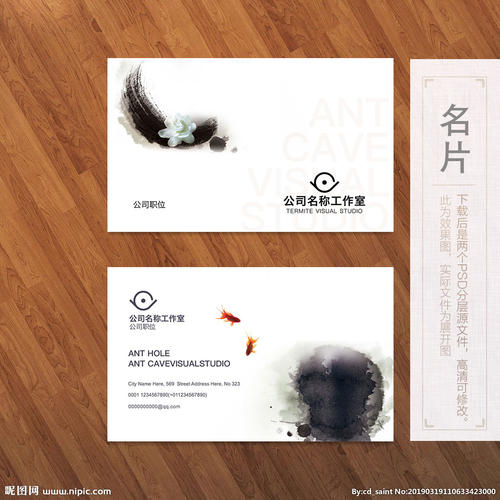 ANT
CAVE
VISUAL
STUDIO
公司职位
公司名称工作室
TERMITE VISUAL STUDIO
公司名称工作室
公司职位
ANT HOLE
ANT CAVEVISUALSTUDIO
City Name Here, 569 Street Address Here, No 323
0001 1234567890(+011234567890)
0000000000@qq.com
名片
下载后是两个PSD分层源文件，高清可修改。
此为效果图，实际文件为展开图
昵图网 www.nipic.com
By:cd_saint No:20190319110633423000